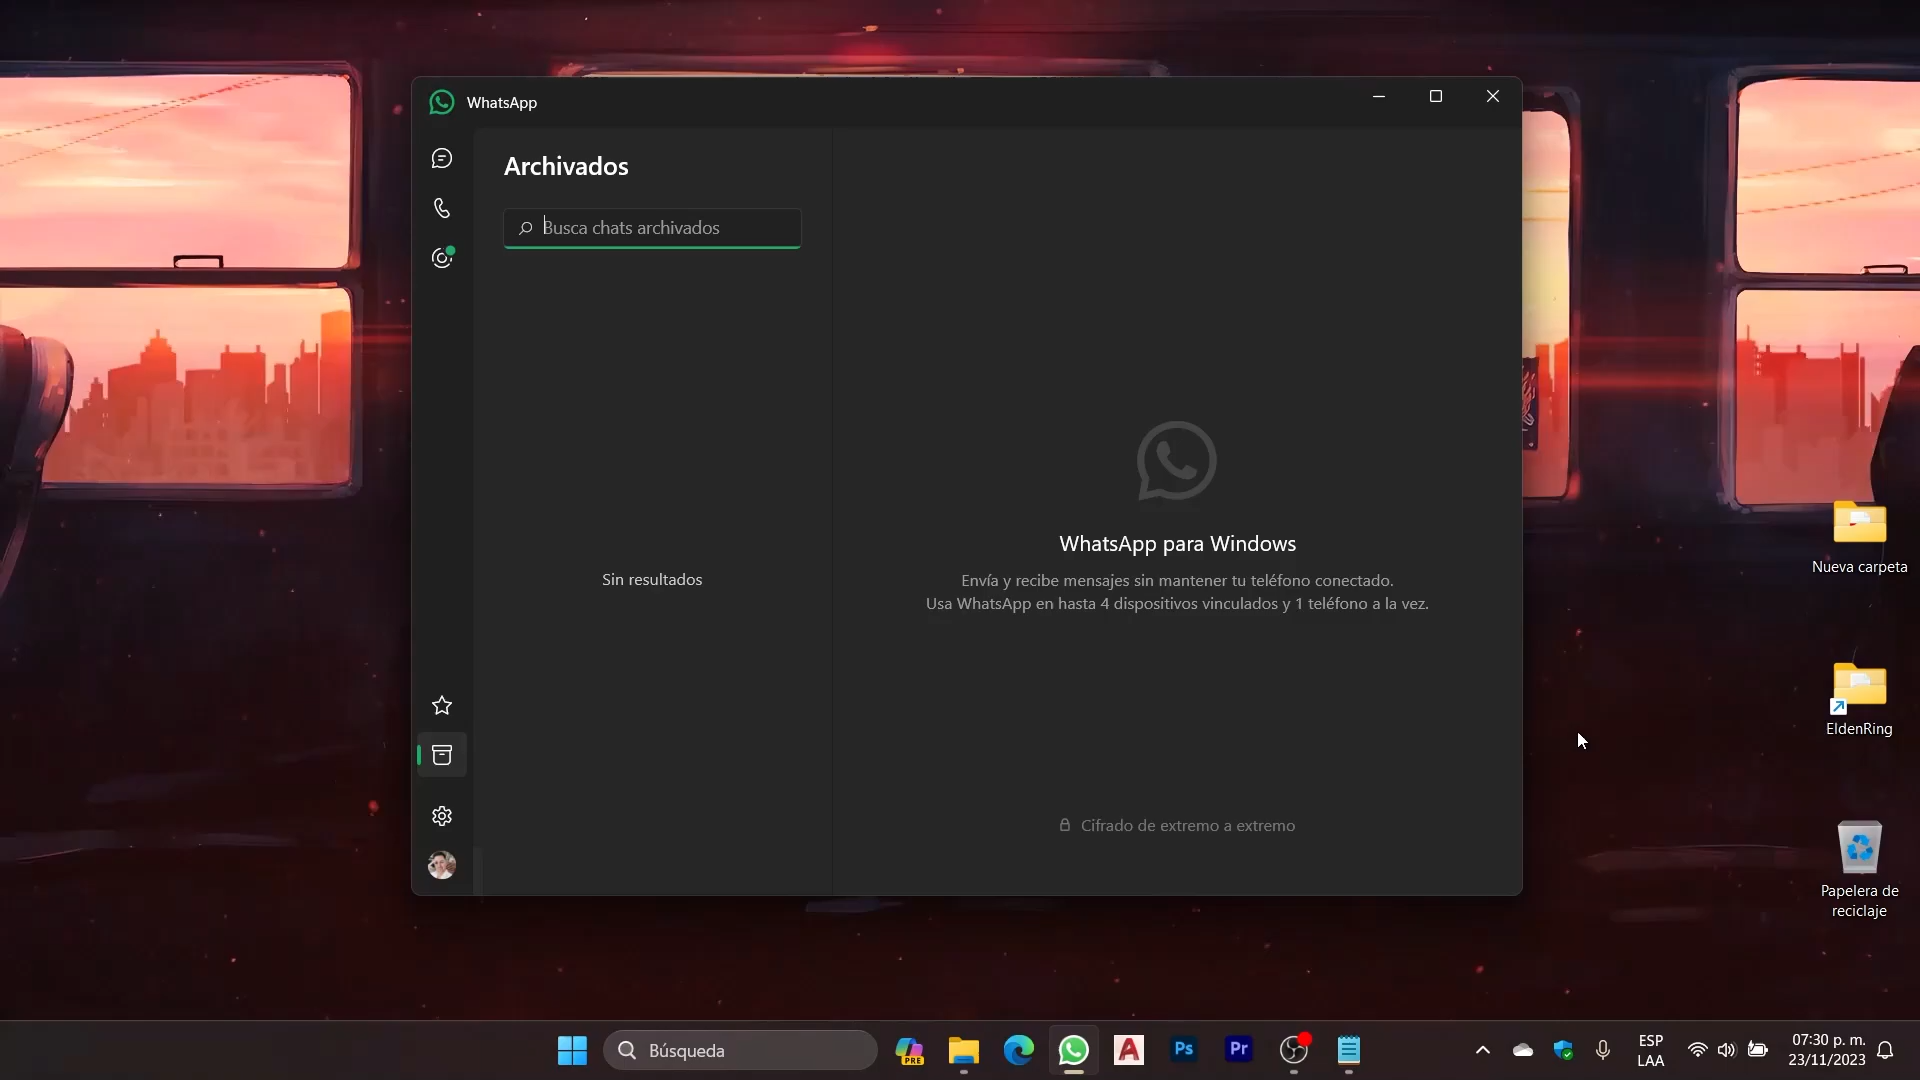 WhatsApp
Archivados
Busca chats archivados
Sin resultados
WhatsApp para Windows
Envía y recibe mensajes sin mantener tu teléfono conectado.
Usa WhatsApp en hasta 4 dispositivos vinculados y 1 teléfono a la vez.
Cifrado de extremo a extremo
Nueva carpeta
EldenRing
Papelera de
reciclaje
Búsqueda
PRE
Ps
Pr
ESP
LAA
07:30 p. m.
23/11/2023